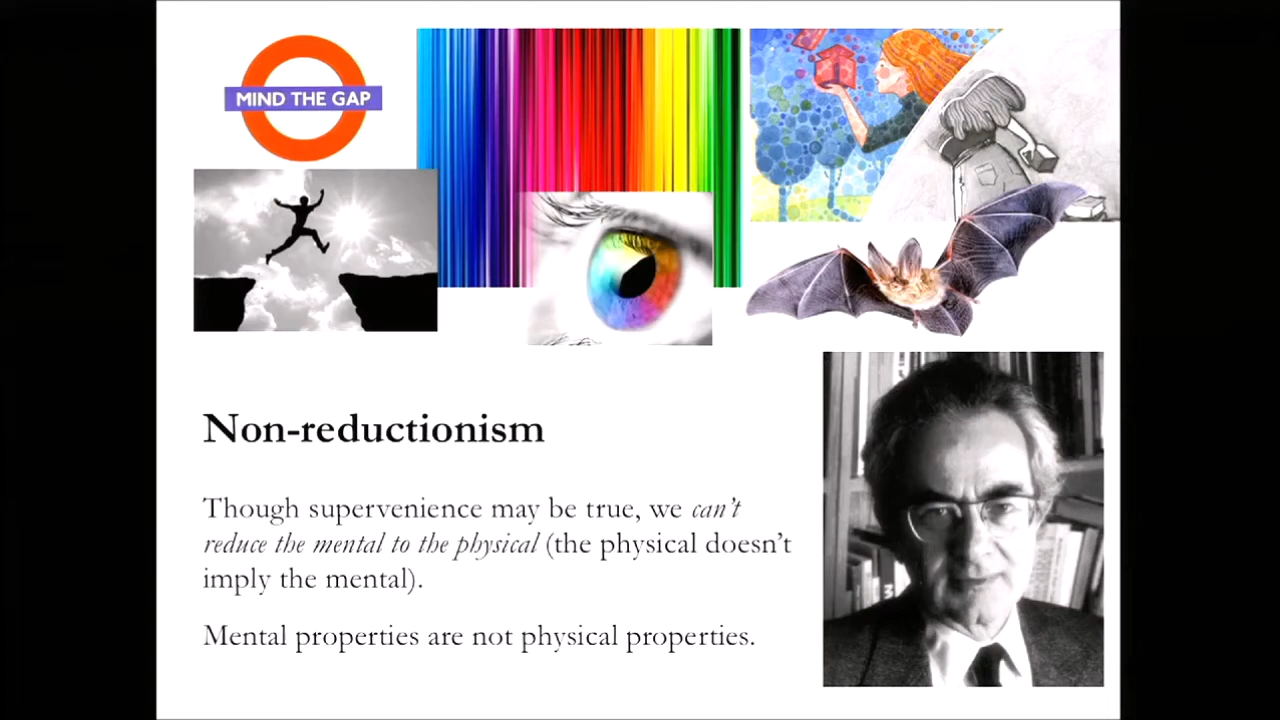 MIND THE GAP
Non-reductionism
Though supervenience may be true, we can't
reduce the mental to the physical (the physical doesn't
imply the mental).
Mental properties are not physical properties.